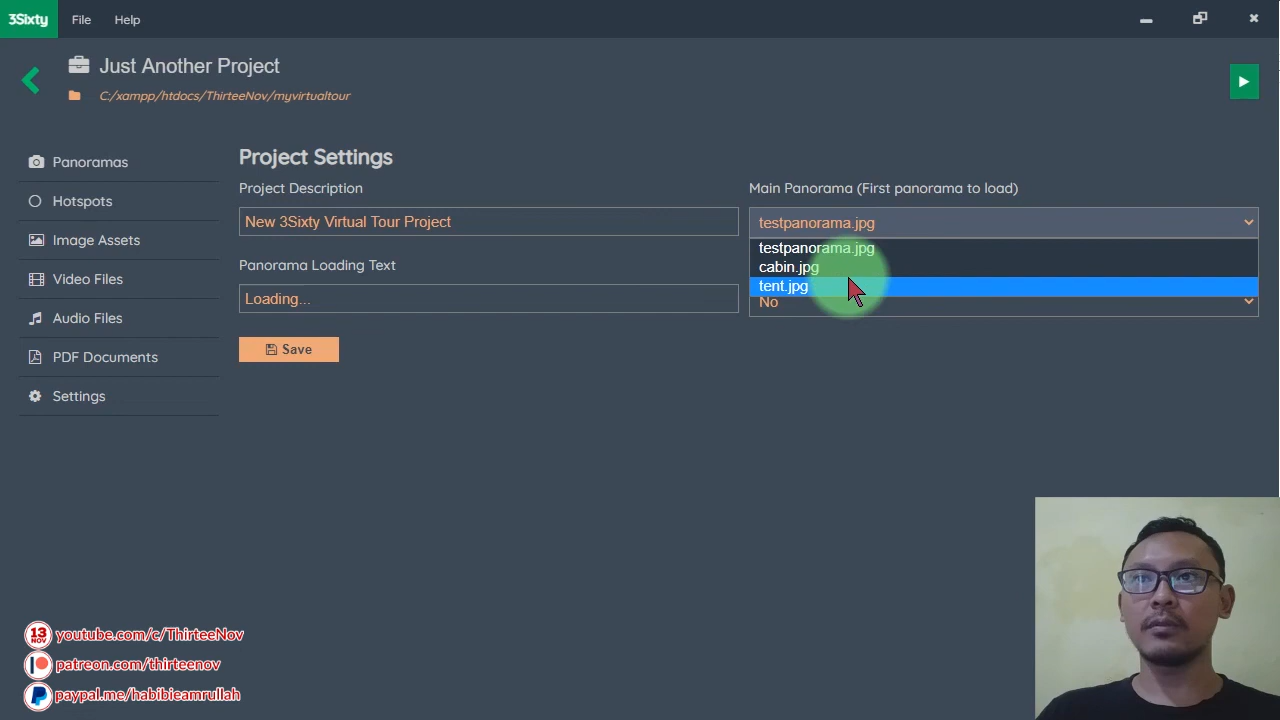 3Sixty File Help
Just Another Project
C:/xampp/htdocs/ThirteeNov/myvirtualtour
Panoramas
Hotspots
Image Assets
Video Files
Audio Files
PDF Documents
Settings
Project Settings
Project Description
New 3Sixty Virtual Tour Project
Panorama Loading Text
Loading...
Save
Main Panorama (First panorama to load)
testpanorama.jpg
testpanorama.jpg
cabin.jpg
tent.jpg
No
13
NOV
youtube.com/c/ThirteeNov
patreon.com/thirteenov
paypal.me/habibieamrullah